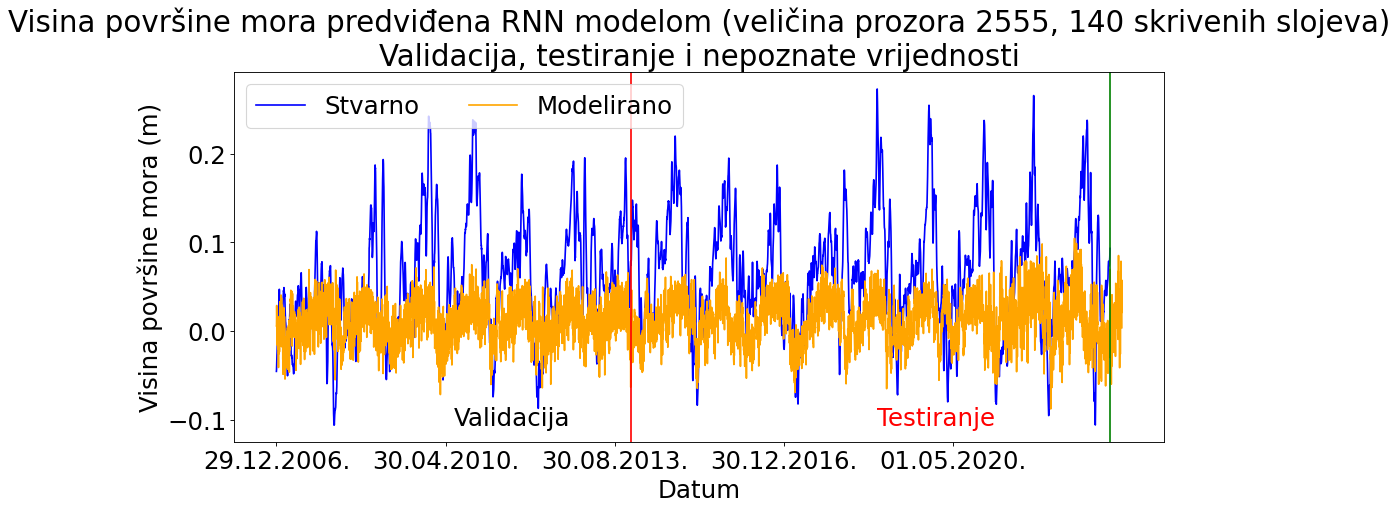 Visina površine mora predviđena RNN modelom (veličina prozora 2555, 140 skrivenih slojeva)
Validacija, testiranje i nepoznate vrijednosti
Stvarno Modelirano
Visina površine mora (m)
0.2
0.1
0.0
−0.1
Validacija Testiranje
29.12.2006. 30.04.2010. 30.08.2013. 30.12.2016. 01.05.2020.
Datum